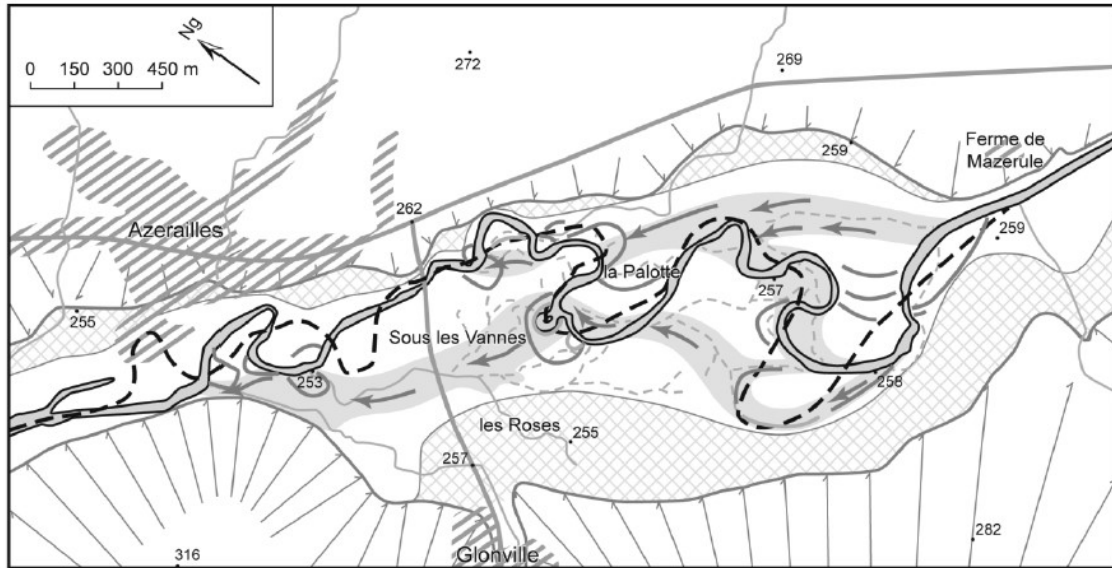 Ng
0 150 300 450 m
272
269
259
Ferme de
Mazerule
262
Azerailles
259
la Palotte
257
255
Sous les Vannes
253
258
les Roses
255
257
282
316
Glonville